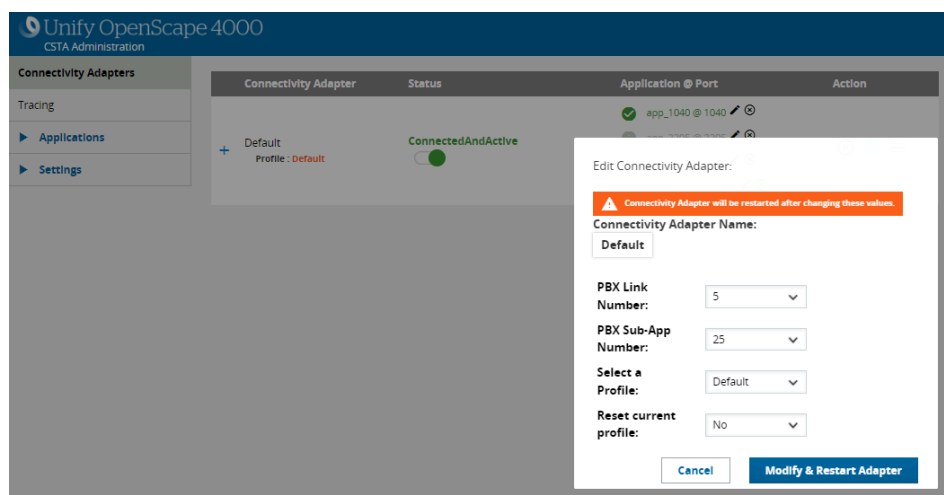 Unify OpenScape 4000
CSTA Administration
Connectivity Adapters
Tracing
Applications
Settings
Connectivity Adapter Status Application @ Port Action
app_1040 @ 1040
Default
Profile : Default
ConnectedAndActive
Edit Connectivity Adapter:
Connectivity Adapter will be restarted after changing these values.
Connectivity Adapter Name:
Default
PBX Link
Number:
5
PBX Sub-App
Number:
25
Select a
Profile:
Default
Reset current
profile:
No
Cancel
Modify & Restart Adapter